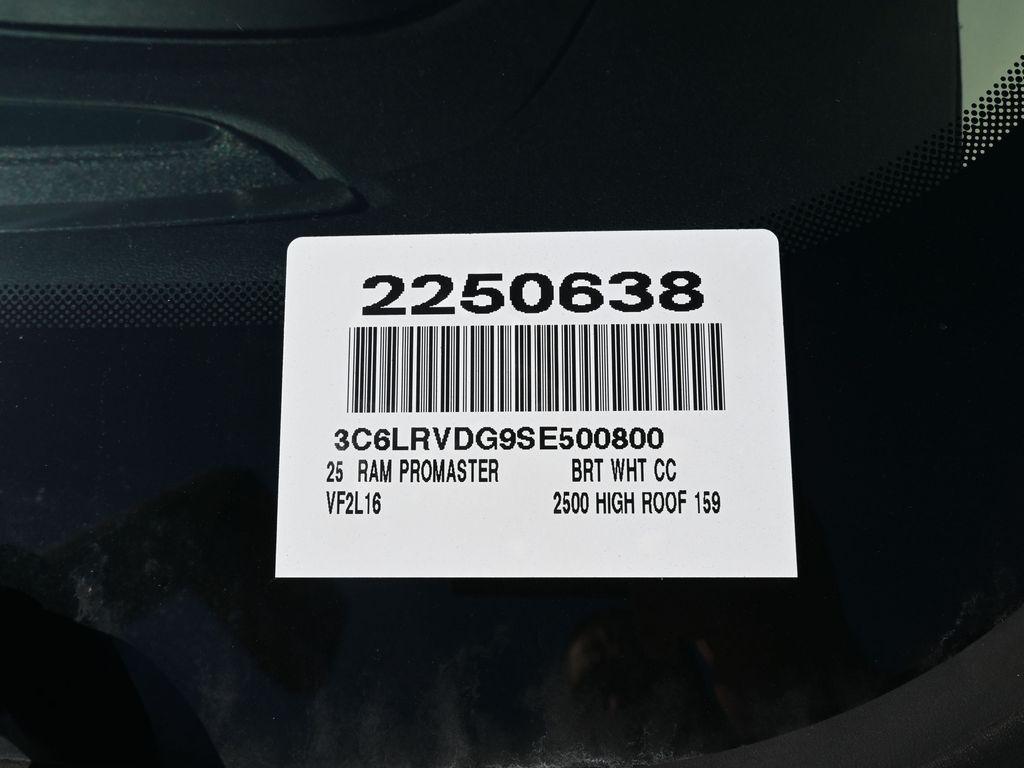 2250638
3C6LRVDG9SE500800
25 RAM PROMASTER BRT WHT CC
VF2L16 2500 HIGH ROOF 159